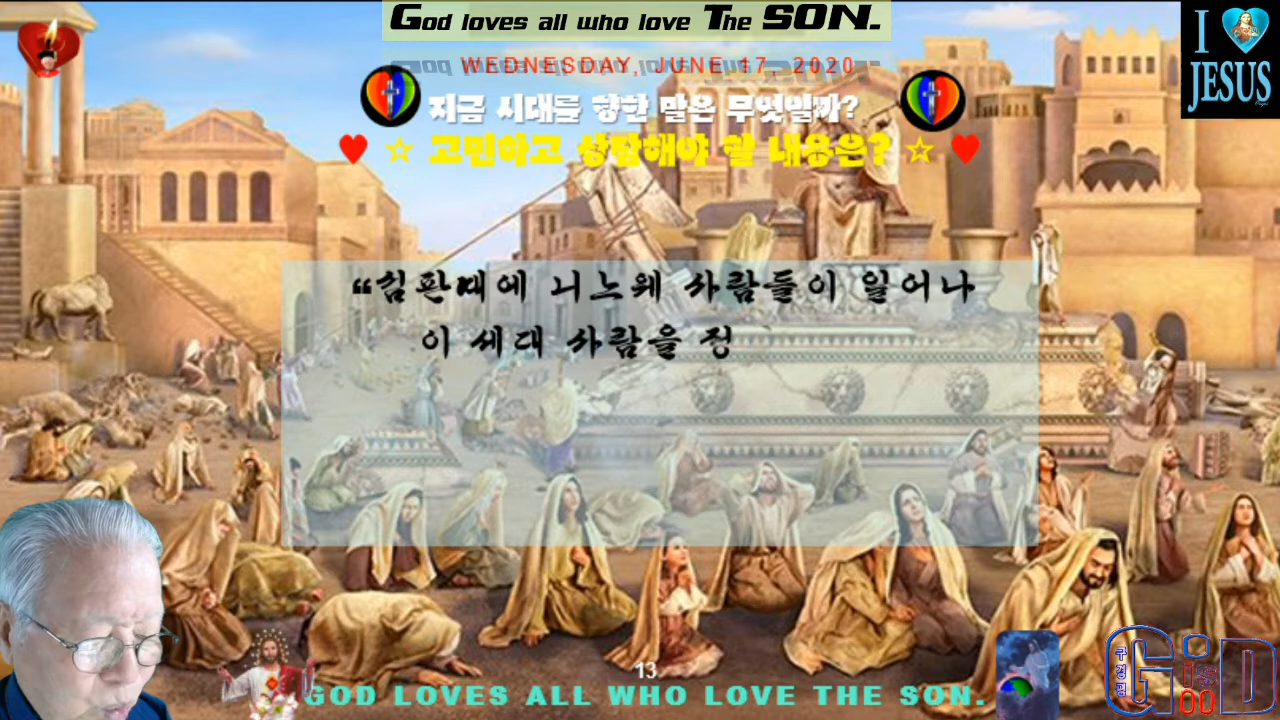 God loves all who love The SON.
I
JESUS
WEDNESDAY, JUNE 17, 2020
지금 시대를 향한 말은 무엇일까?
☆ 고민하고 상담해야 할 내용은? ☆
“심판때에 니느웨 사람들이 일어나
이 세대 사람을 정
13
GOD LOVES ALL WHO LOVE THE SON.